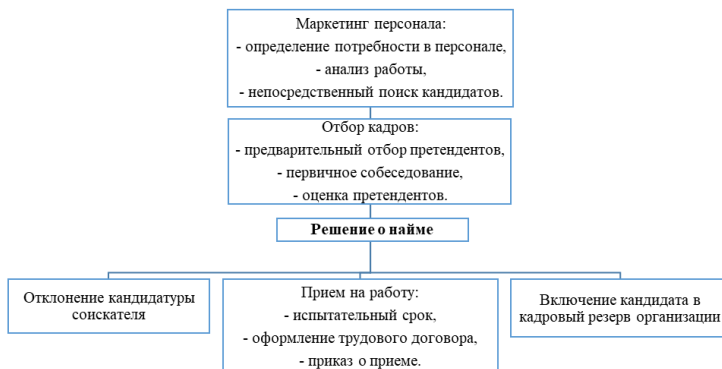 Маркетинг персонала:
- определение потребности в персонале,
- анализ работы,
- непосредственный поиск кандидатов.
Отбор кадров:
- предварительный отбор претендентов,
- первичное собеседование,
- оценка претендентов.
Решение о найме
Отклонение кандидатуры
соискателя
Прием на работу:
- испытательный срок,
- оформление трудового договора,
- приказ о приеме.
Включение кандидата в
кадровый резерв организации